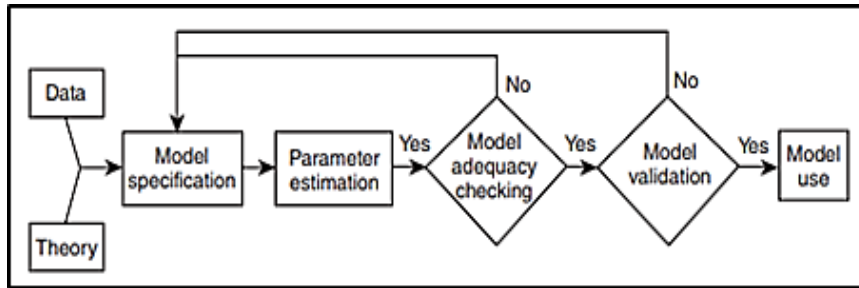 No
No
Data
Model
specification
Parameter
estimation
Yes
Model
adequacy
checking
Yes
Model
validation
Yes
Model
use
Theory